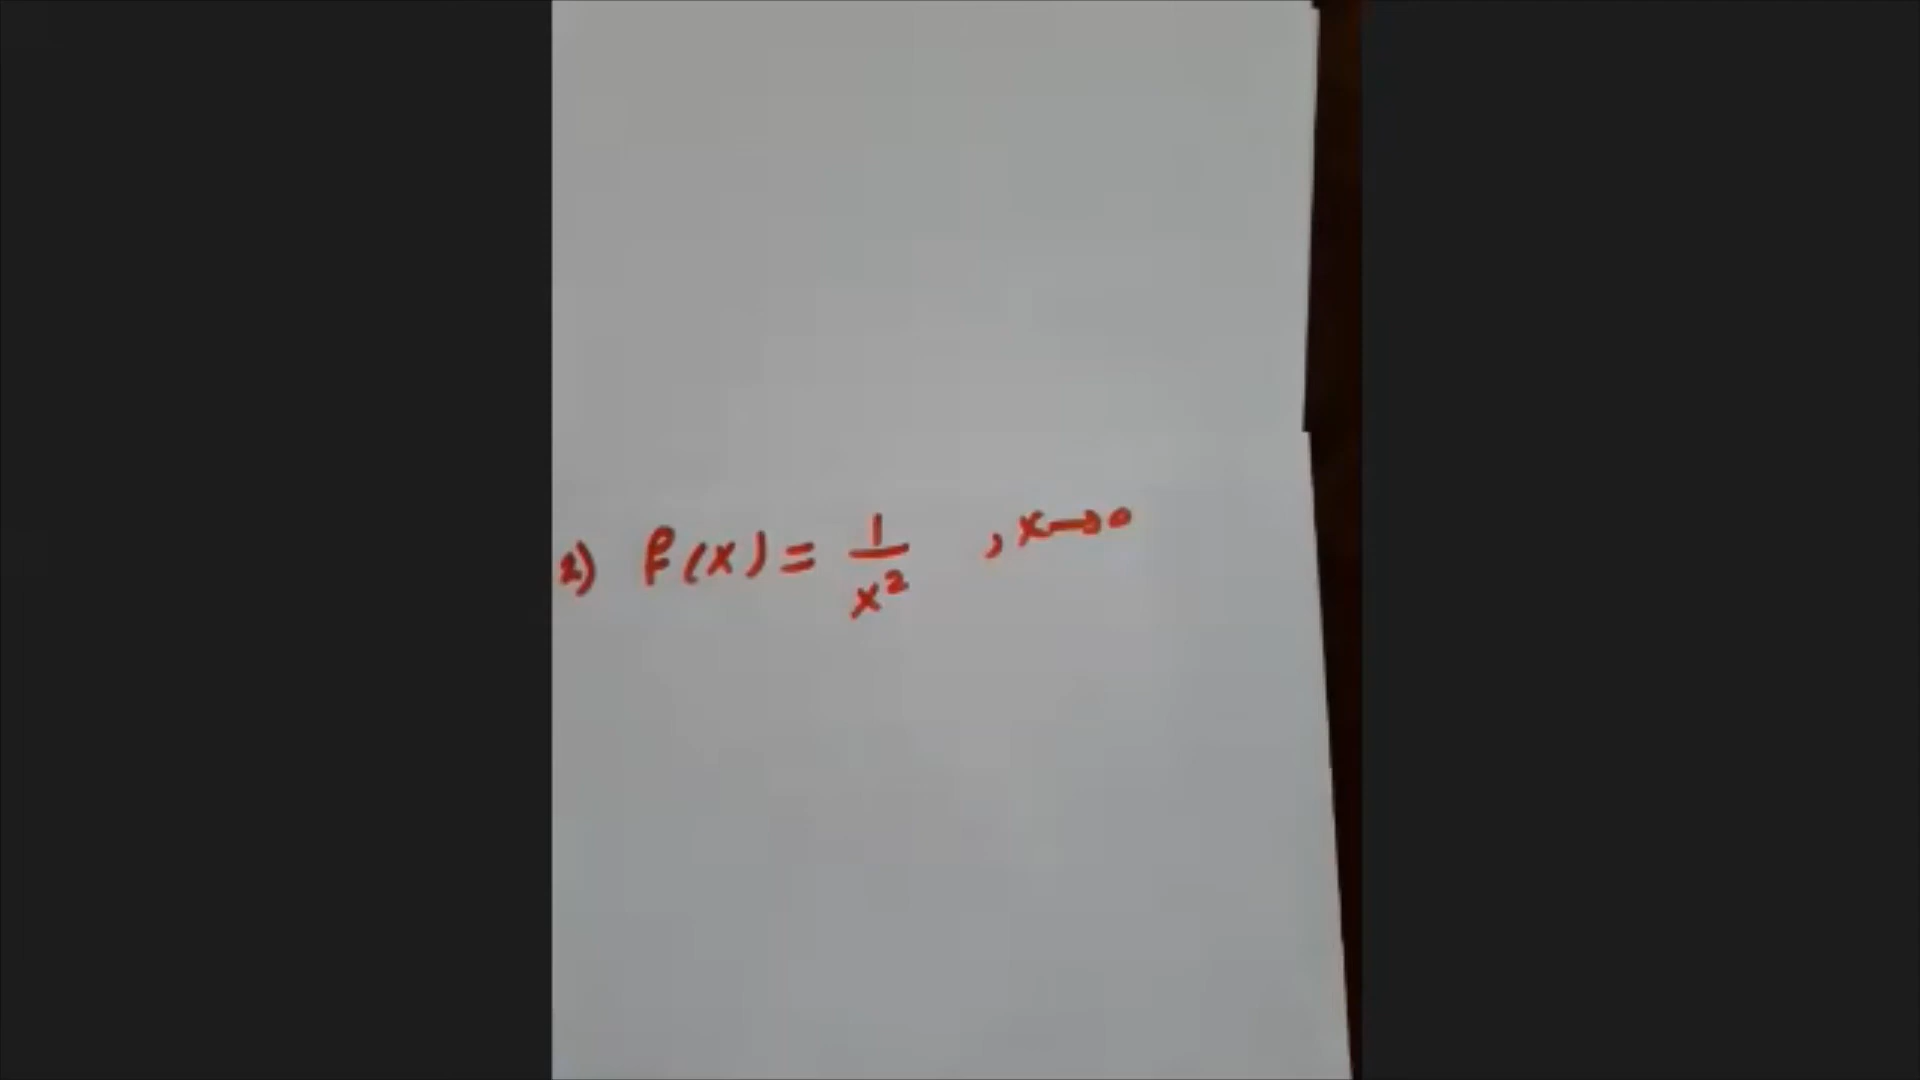 2) f(x) = 1/x² , x→0